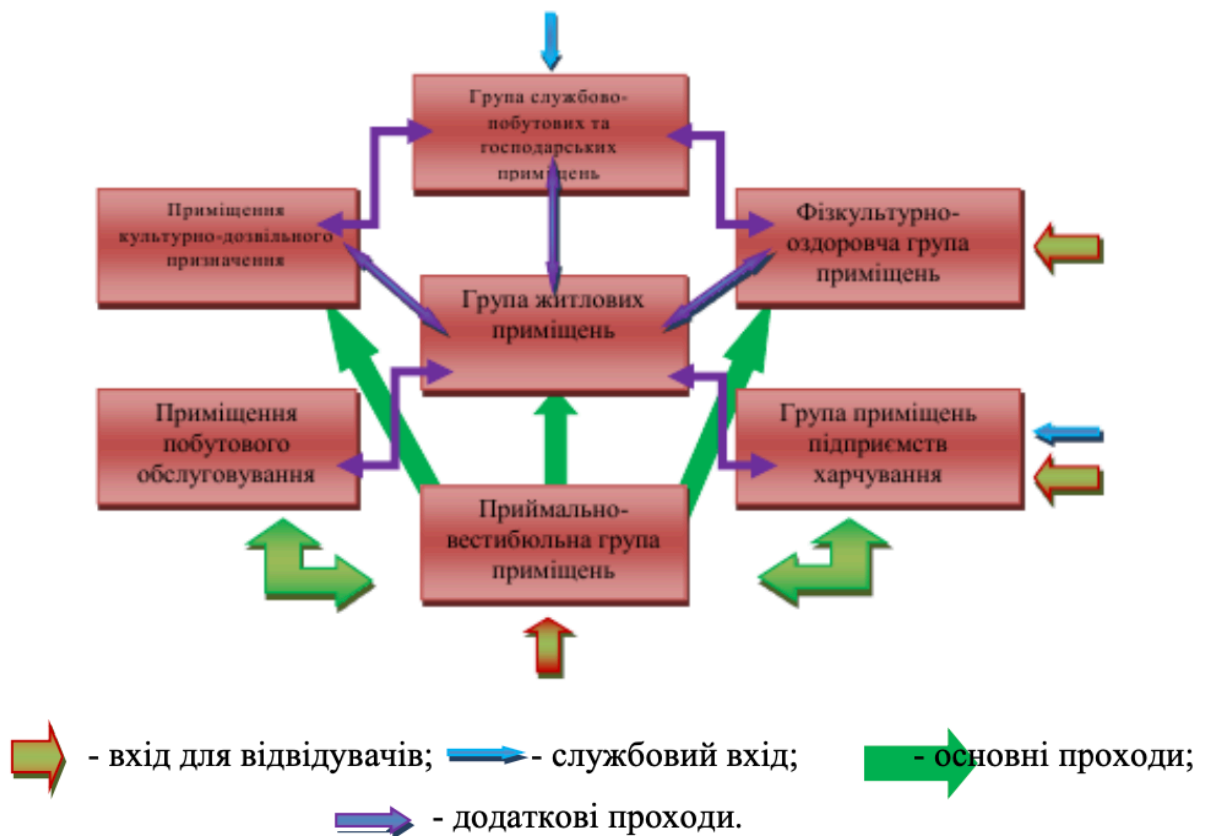 Група службово-
побутових та
господарських
приміщень
Приміщення
культурно-дозвільного
призначення
Фізкультурно-
оздоровча група
приміщень
Група житлових
приміщень
Приміщення
побутового
обслуговування
Група приміщень
підприємств
харчування
Приймально-
вестибюльна група
приміщень
- вхід для відвідувачів; - службовий вхід; - основні проходи;
- додаткові проходи.